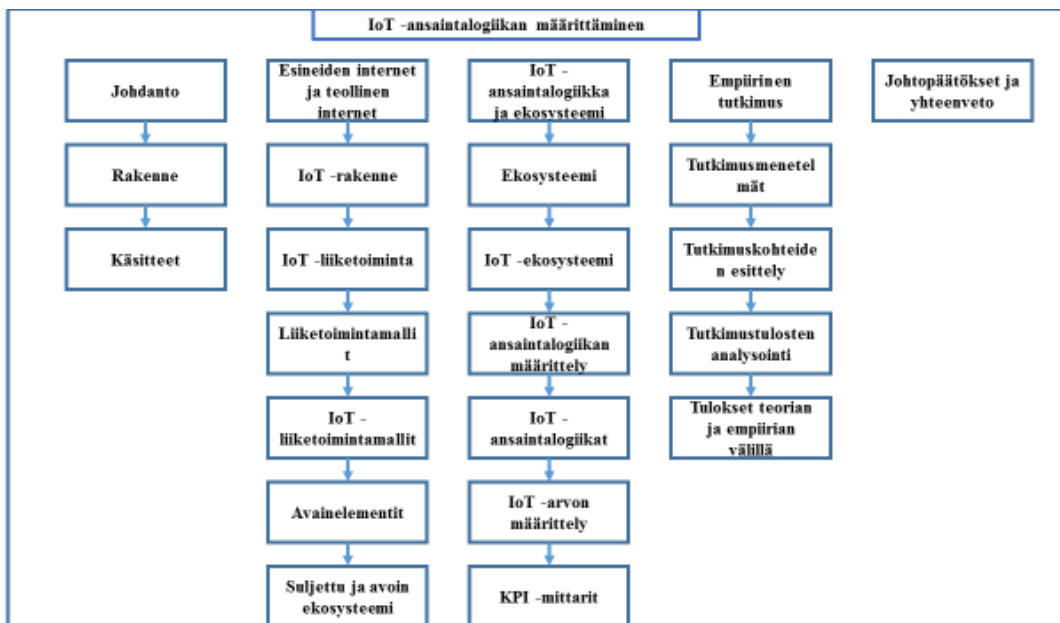 IoT -ansaintalogiikan määrittäminen
Johdanto
Rakenne
Käsitteet
Esineiden internet
ja teollinen
internet
IoT -rakenne
IoT -liiketoiminta
Liiketoimintamalli
t
IoT -
liiketoimintamallit
Avainelementit
Suljettu ja avoin
ekosysteemi
IoT -
ansaintalogiikka
ja ekosysteemi
Ekosysteemi
IoT -ekosysteemi
IoT -
ansaintalogiikan
määrittely
IoT -
ansaintalogiikat
IoT -arvon
määrittely
KPI -mittarit
Empiirinen
tutkimus
Tutkimusmenetel
mät
Tutkimuskohteide
n esittely
Tutkimustulosten
analysointi
Tulokset teorian
ja empiirian
välillä
Johtopäätökset ja
yhteenveto